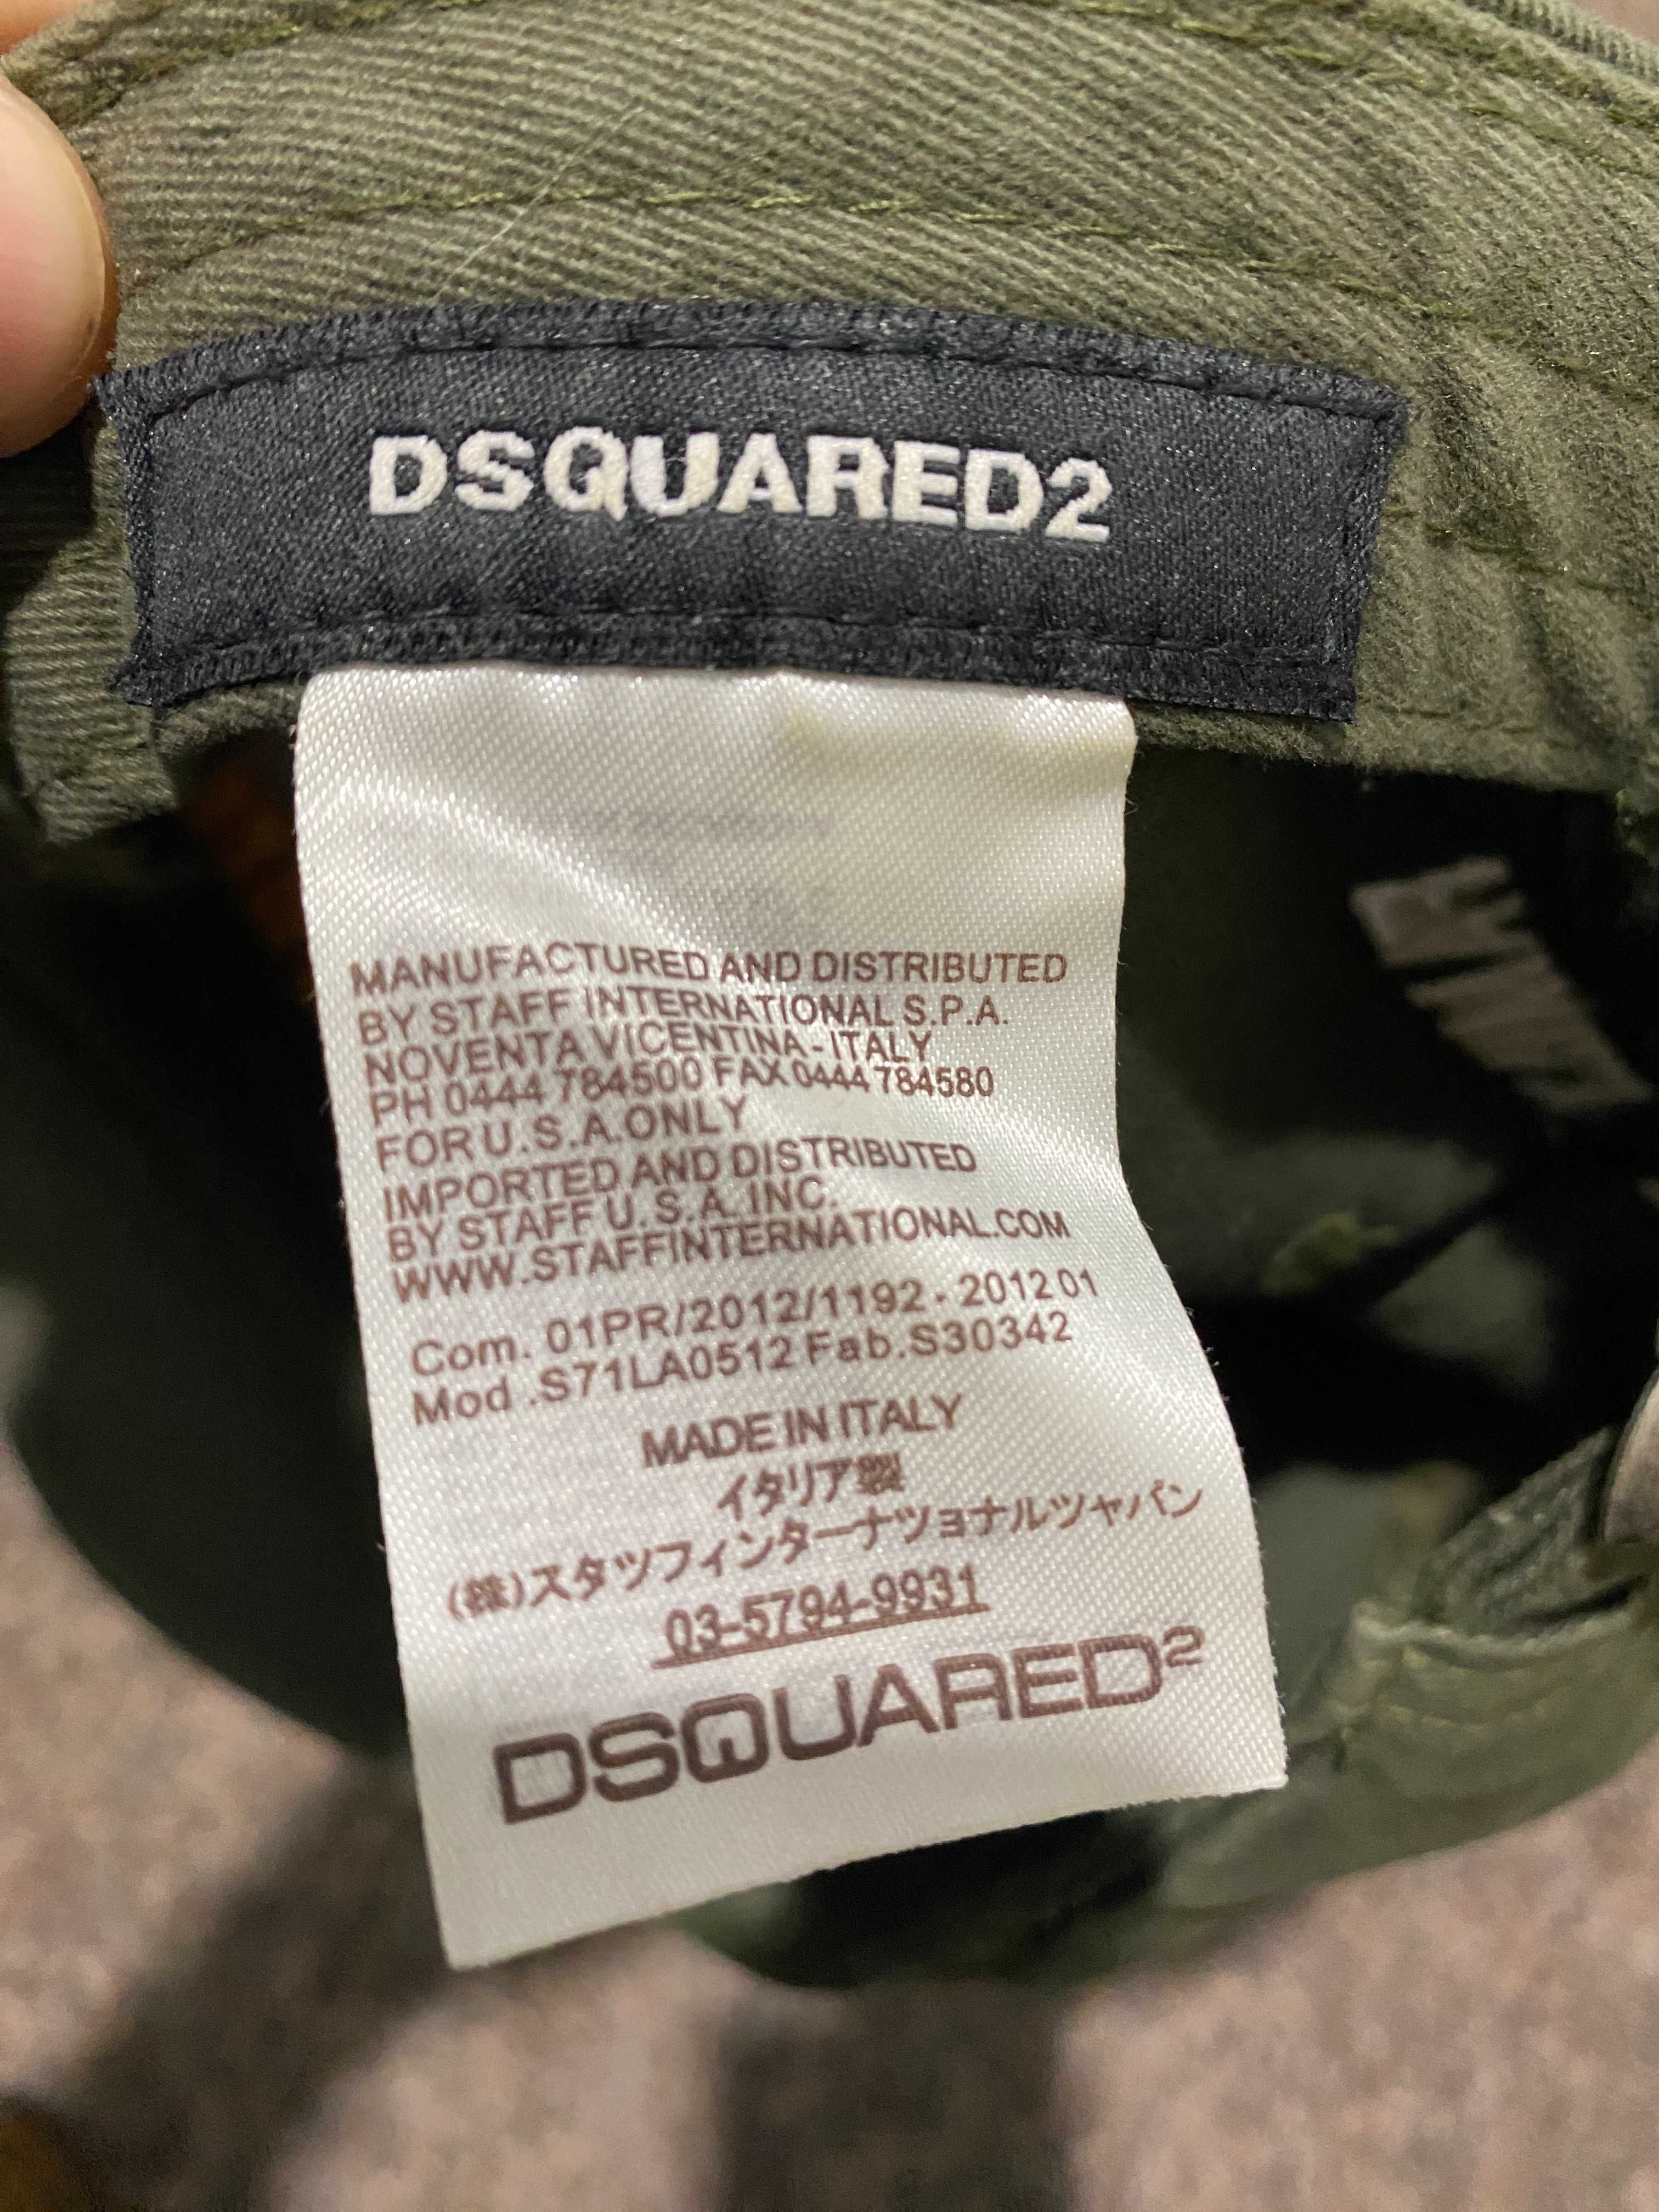 DSQUARED2
MANUFACTURED AND DISTRIBUTED
BY STAFF INTERNATIONAL S.P.A.
NOVENTA VICENTINA - ITALY
PH 0444 784500 FAX 0444 784580
FOR U.S.A. ONLY
IMPORTED AND DISTRIBUTED
BY STAFF U.S.A. INC.
WWW.STAFFINTERNATIONAL.COM
Com. 01PR/2012/1192 - 2012 01
Mod .S71LA0512 Fab.S30342
MADE IN ITALY
イタリア製
(株)スタツフィンターナツョナルツャパン
03-5794-9931
DSQUARED2